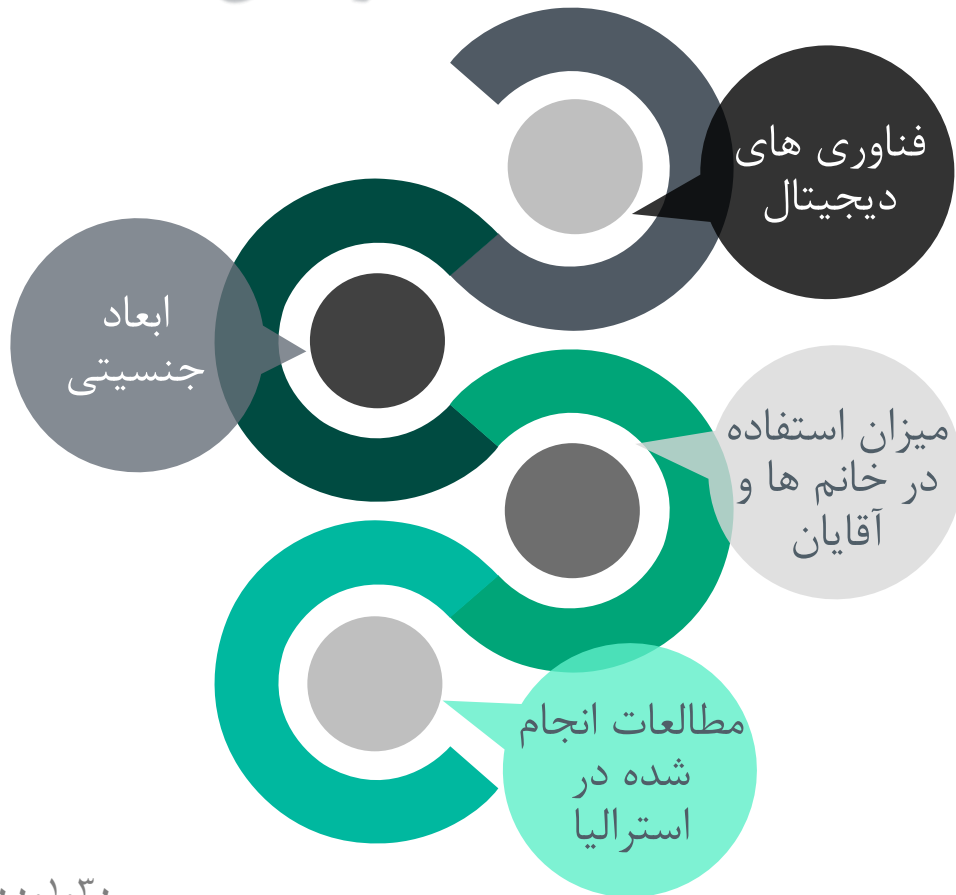 فناوری های
دیجیتال
ابعاد
جنسیتی
میزان استفاده
در خانم ها و
آقایان
مطالعات انجام
شده در
استرالیا